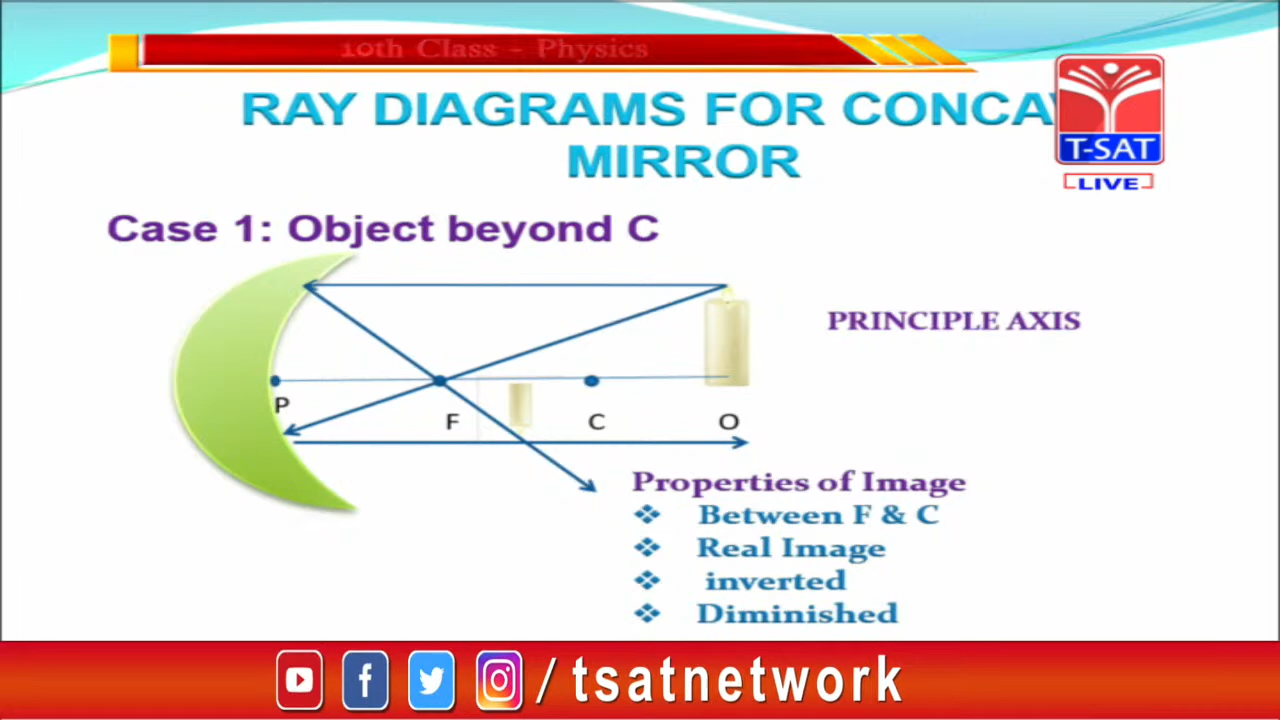 10th Class - Physics
RAY DIAGRAMS FOR CONCA
MIRROR
T-SAT
LIVE
Case 1: Object beyond C
PRINCIPLE AXIS
P
F
C
O
Properties of Image
Between F & C
Real Image
inverted
Diminished
/ tsatnetwork